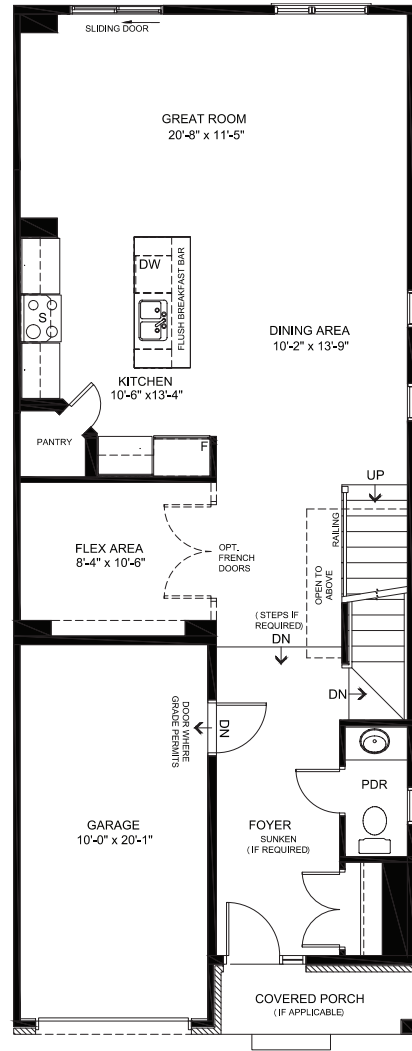 SLIDING DOOR
GREAT ROOM
20'-8" x 11'-5"
DW
FLUSH BREAKFAST BAR
S
DINING AREA
10'-2" x 13'-9"
KITCHEN
10'-6" x13'-4"
PANTRY
F
UP
RAILING
FLEX AREA
8'-4" x 10'-6"
OPT.
FRENCH
DOORS
OPEN TO
ABOVE
(STEPS IF
REQUIRED)
DN
DN
DOOR WHERE
GRADE PERMITS
DN
PDR
GARAGE
10'-0" x 20'-1"
FOYER
SUNKEN
(IF REQUIRED)
COVERED PORCH
(IF APPLICABLE)